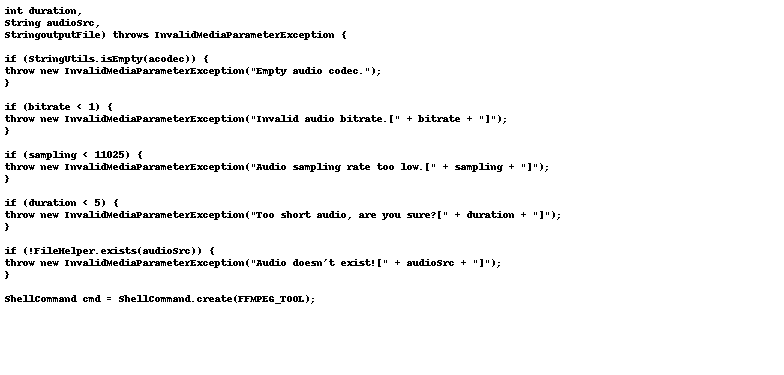 int duration,
String audioSrc,
StringoutputFile) throws InvalidMediaParameterException {
if (StringUtils.isEmpty(acodec)) {
throw new InvalidMediaParameterException("Empty audio codec.");
}
if (bitrate < 1) {
throw new InvalidMediaParameterException("Invalid audio bitrate.[" + bitrate + "]");
}
if (sampling < 11025) {
throw new InvalidMediaParameterException("Audio sampling rate too low.[" + sampling + "]");
}
if (duration < 5) {
throw new InvalidMediaParameterException("Too short audio, are you sure?[" + duration + "]");
}
if (!FileHelper.exists(audioSrc)) {
throw new InvalidMediaParameterException("Audio doesn't exist![" + audioSrc + "]");
}
ShellCommand cmd = ShellCommand.create(FFMPEG_TOOL);